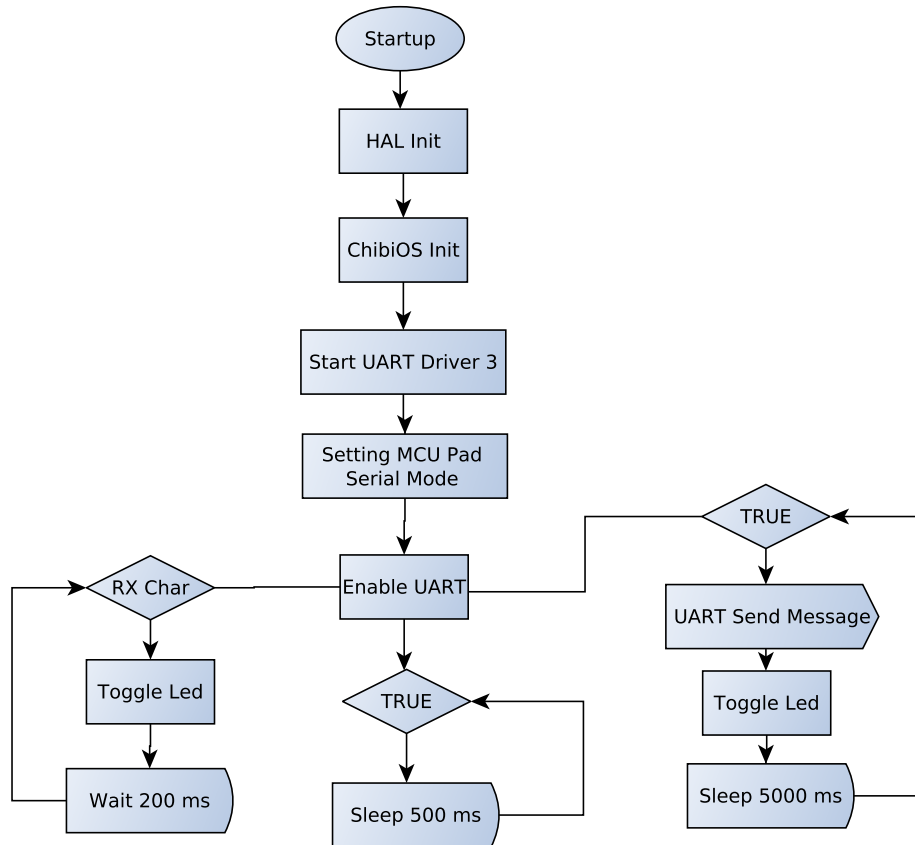 Startup
HAL Init
ChibiOS Init
Start UART Driver 3
Setting MCU Pad
Serial Mode
Enable UART
RX Char
Toggle Led
Wait 200 ms
TRUE
Sleep 500 ms
TRUE
UART Send Message
Toggle Led
Sleep 5000 ms